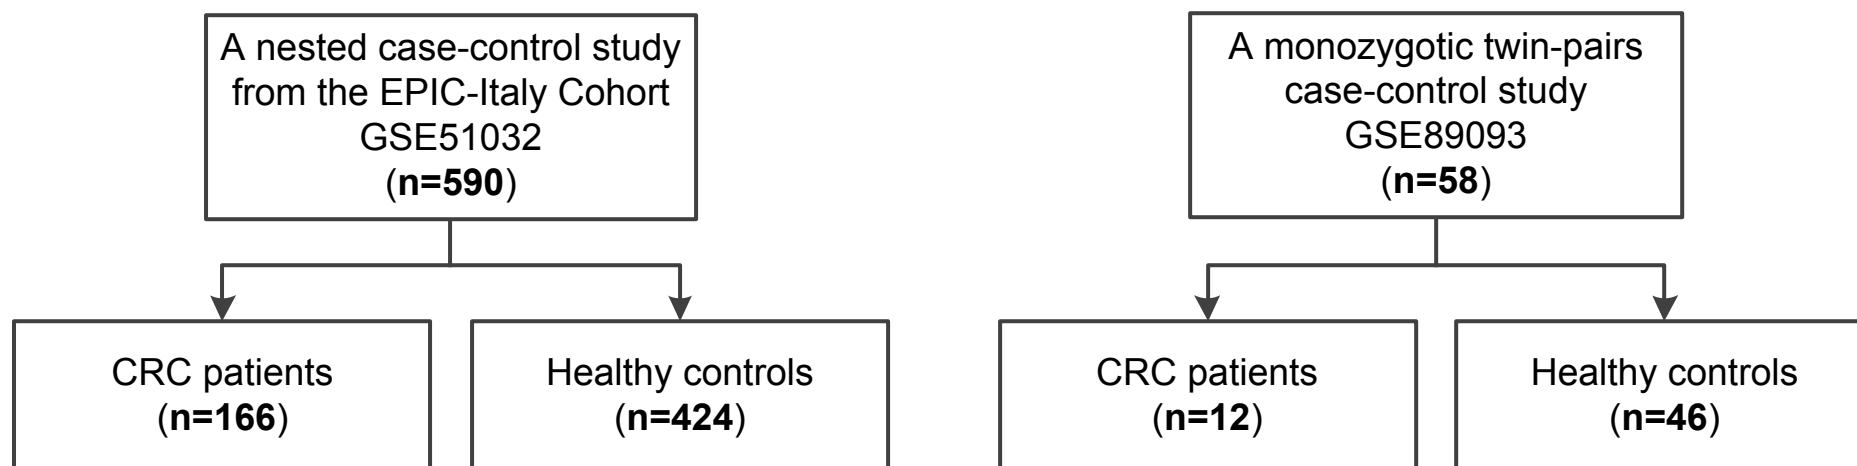 A nested case-control study
from the EPIC-Italy Cohort
GSE51032
(n=590)
A monozygotic twin-pairs
case-control study
GSE89093
(n=58)
CRC patients
(n=166)
Healthy controls
(n=424)
CRC patients
(n=12)
Healthy controls
(n=46)